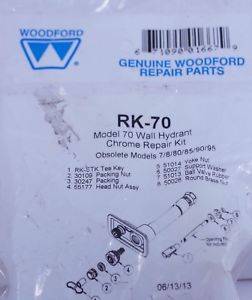 WOODFORD
71090 01667
GENUINE WOODFORD
REPAIR PARTS
RK-70
Model 70 Wall Hydrant
Chrome Repair Kit
Obsolete Models 7/8/80/85/90/95
1 RK-STK Tee Key
2 30109 Packing Nut
3 30247 Packing
4 55177 Head Nut Assy
5 51014 Yoke Nut
6 50027 Support Washer
7 51013 Ball Valve Rubber
8 50028 Round Brass Nut
06/13/13